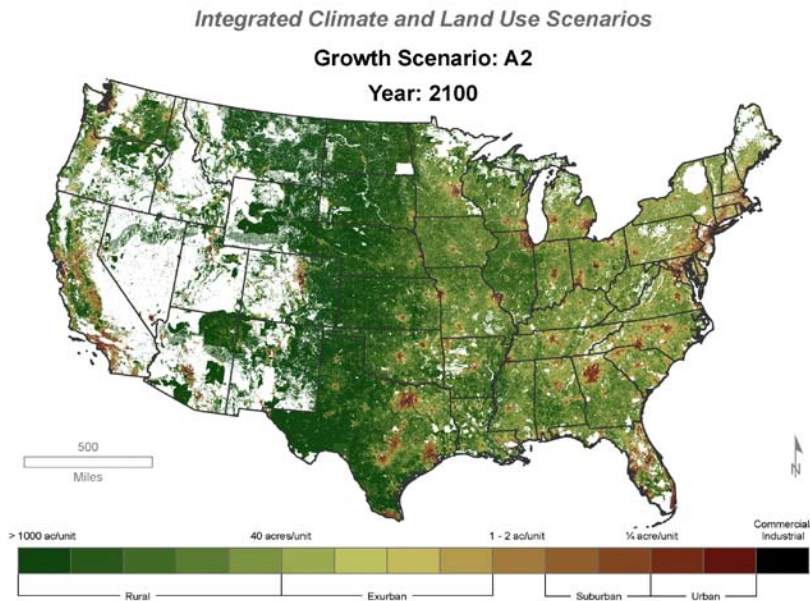 Integrated Climate and Land Use Scenarios
Growth Scenario: A2
Year: 2100
500
Miles
N
> 1000 ac/unit 40 acres/unit 1 - 2 ac/unit ¼ acre/unit Commercial
Industrial
Rural Exurban Suburban Urban